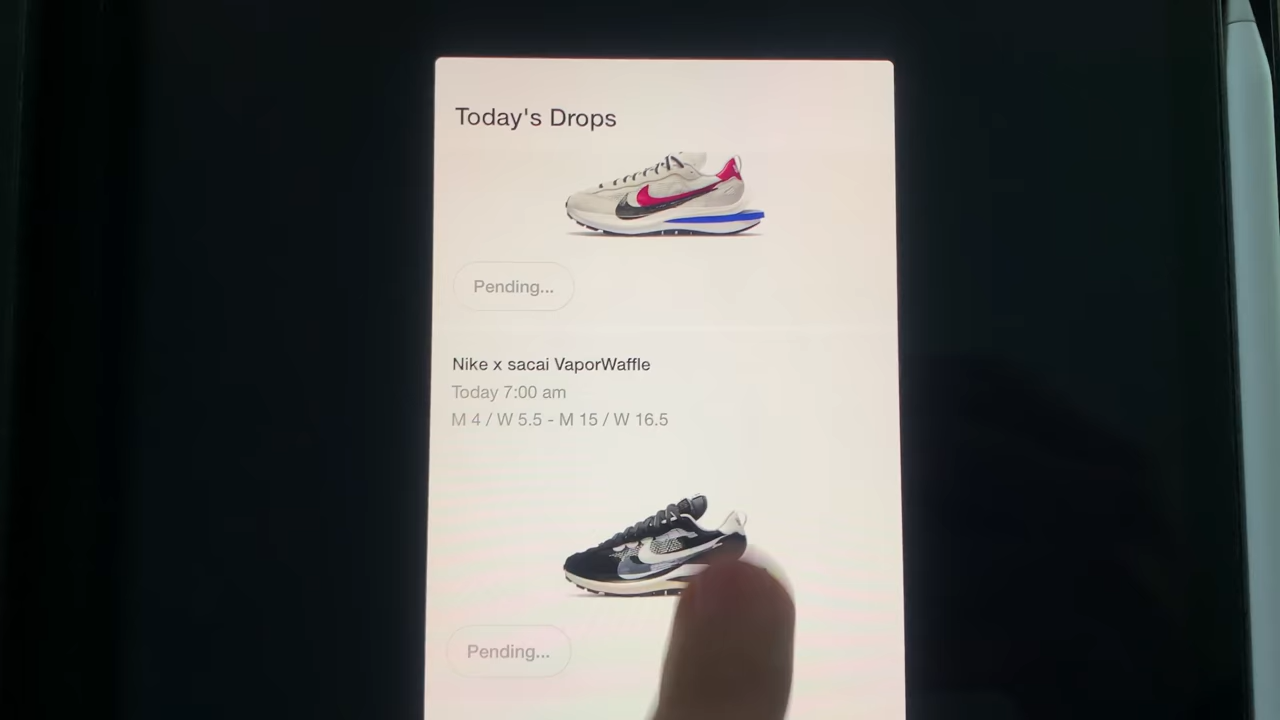 Today's Drops
Pending...
Nike x sacai VaporWaffle
Today 7:00 am
M 4 / W 5.5 - M 15 / W 16.5
Pending...